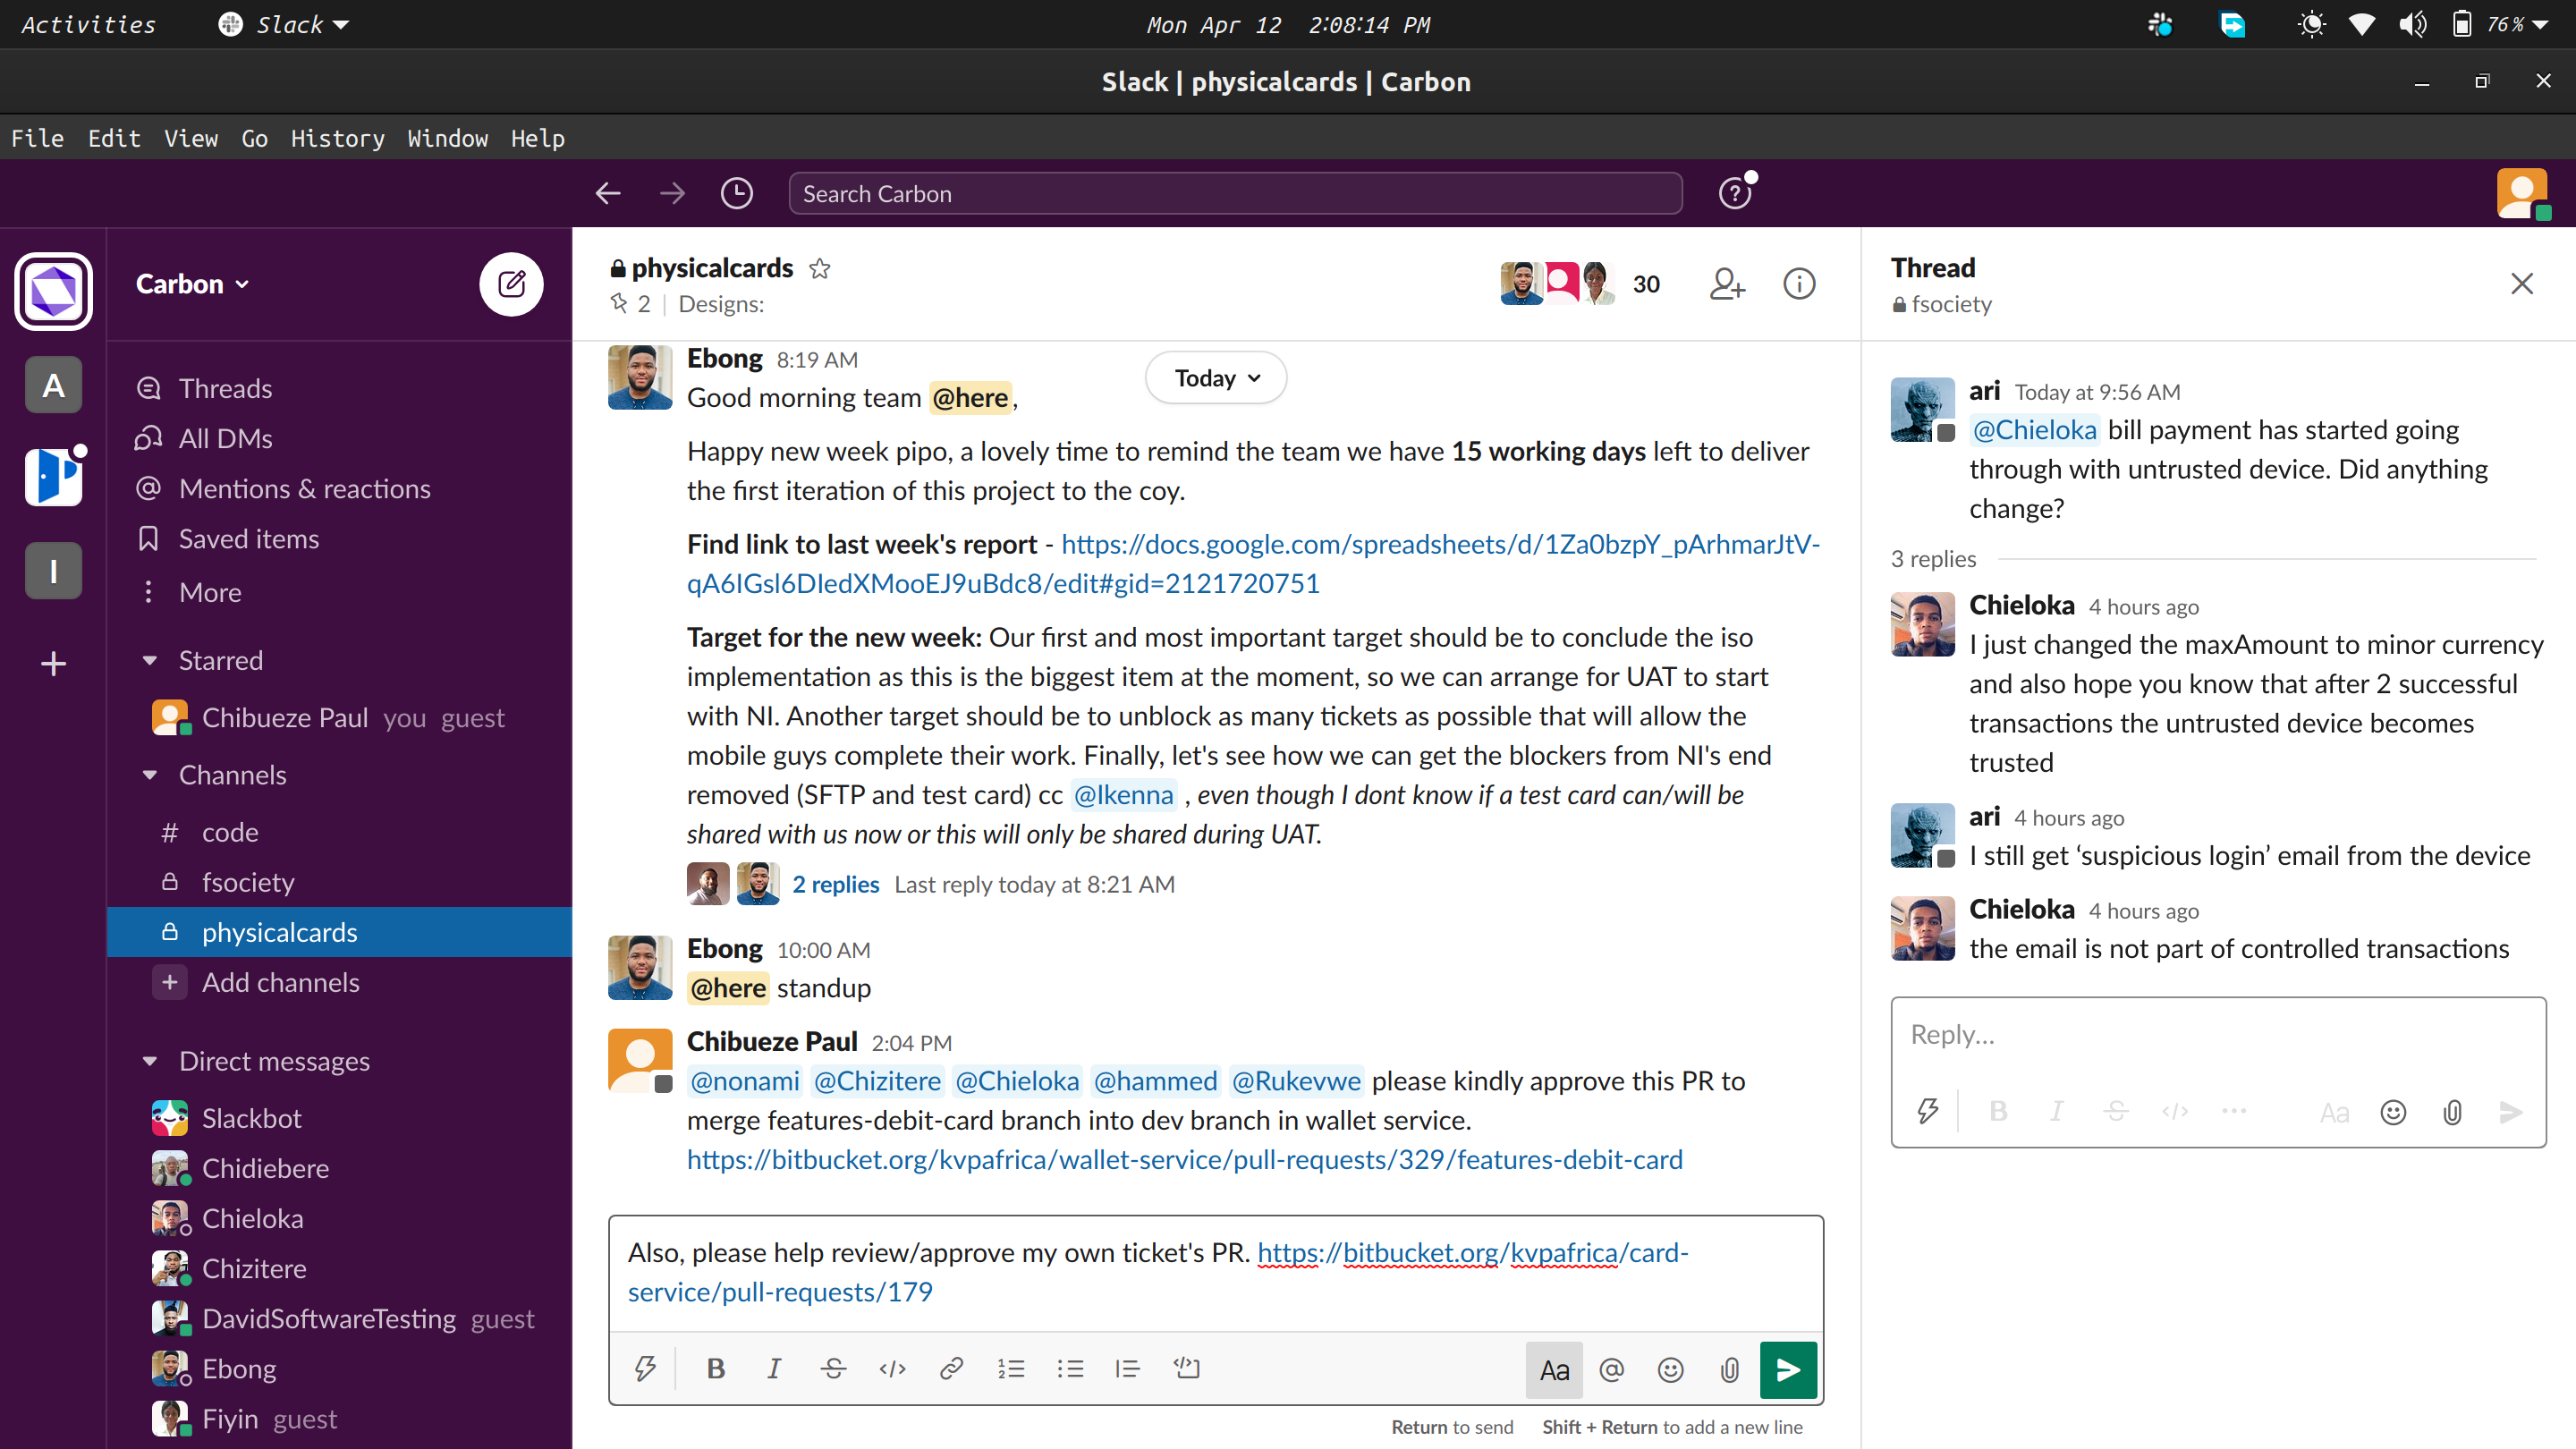 Activities
Slack
Mon Apr 12 2:08:14 PM
76%
Slack | physicalcards | Carbon
File Edit View Go History Window Help
Search Carbon
Carbon
A
I
Threads
All DMs
Mentions & reactions
Saved items
More
Starred
Chibueze Paul you guest
Channels
# code
fsociety
physicalcards
Add channels
Direct messages
Slackbot
Chidiebere
Chieloka
Chizitere
DavidSoftwareTesting guest
Ebong
Fiyin guest
physicalcards
2 | Designs:
30
Today
Ebong 8:19 AM
Good morning team @here,
Happy new week pipo, a lovely time to remind the team we have 15 working days left to deliver
the first iteration of this project to the coy.
Find link to last week's report - https://docs.google.com/spreadsheets/d/1Za0bzpY_pArhmarJtV-
qA6IGsl6DIedXMooEJ9uBdc8/edit#gid=2121720751
Target for the new week: Our first and most important target should be to conclude the iso
implementation as this is the biggest item at the moment, so we can arrange for UAT to start
with NI. Another target should be to unblock as many tickets as possible that will allow the
mobile guys complete their work. Finally, let's see how we can get the blockers from NI's end
removed (SFTP and test card) cc @Ikenna , even though I dont know if a test card can/will be
shared with us now or this will only be shared during UAT.
2 replies Last reply today at 8:21 AM
Ebong 10:00 AM
@here standup
Chibueze Paul 2:04 PM
@nonami @Chizitere @Chieloka @hammed @Rukevwe please kindly approve this PR to
merge features-debit-card branch into dev branch in wallet service.
https://bitbucket.org/kvpafrica/wallet-service/pull-requests/329/features-debit-card
Also, please help review/approve my own ticket's PR. https://bitbucket.org/kvpafrica/card-
service/pull-requests/179
B I S </> Aa @
Return to send Shift + Return to add a new line
Thread
fsociety
ari Today at 9:56 AM
@Chieloka bill payment has started going
through with untrusted device. Did anything
change?
3 replies
Chieloka 4 hours ago
I just changed the maxAmount to minor currency
and also hope you know that after 2 successful
transactions the untrusted device becomes
trusted
ari 4 hours ago
I still get ‘suspicious login’ email from the device
Chieloka 4 hours ago
the email is not part of controlled transactions
Reply...
B I S </> Aa